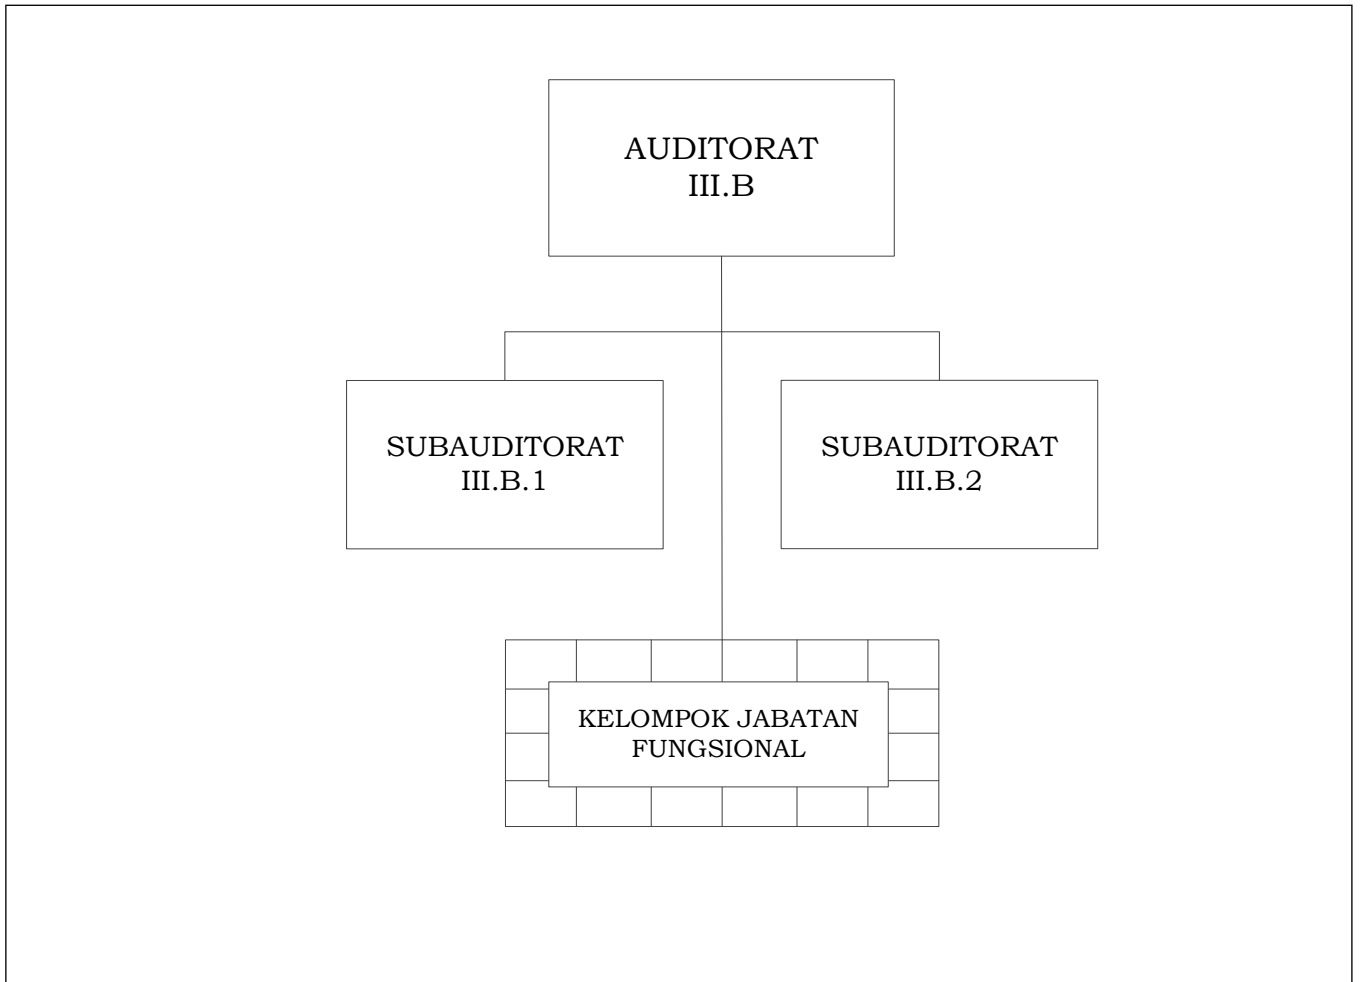 AUDITORAT
III.B
SUBAUDITORAT
III.B.1
SUBAUDITORAT
III.B.2
KELOMPOK JABATAN
FUNGSIONAL